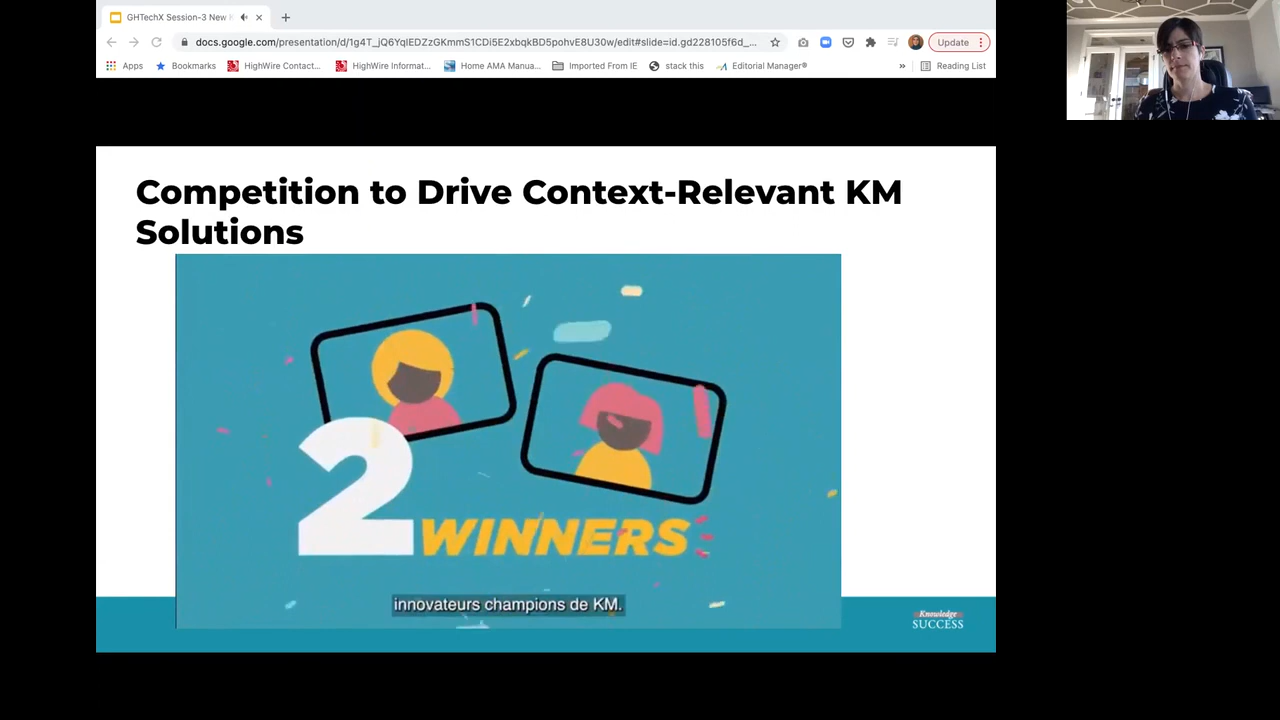 GHTechX Session-3 New
docs.google.com/presentation/d/1g4T_jQ6YqlEDZzGMmmS1CDi5E2xbqkBD5pohvE8U30w/edit#slide=id.gd228105f6d_...
Update
Apps
Bookmarks
HighWire Contact...
HighWire Informat...
Home AMA Manua...
Imported From IE
stack this
Editorial Manager®
»
Reading List
Competition to Drive Context-Relevant KM
Solutions
2 WINNERS
innovateurs champions de KM.
Knowledge
SUCCESS